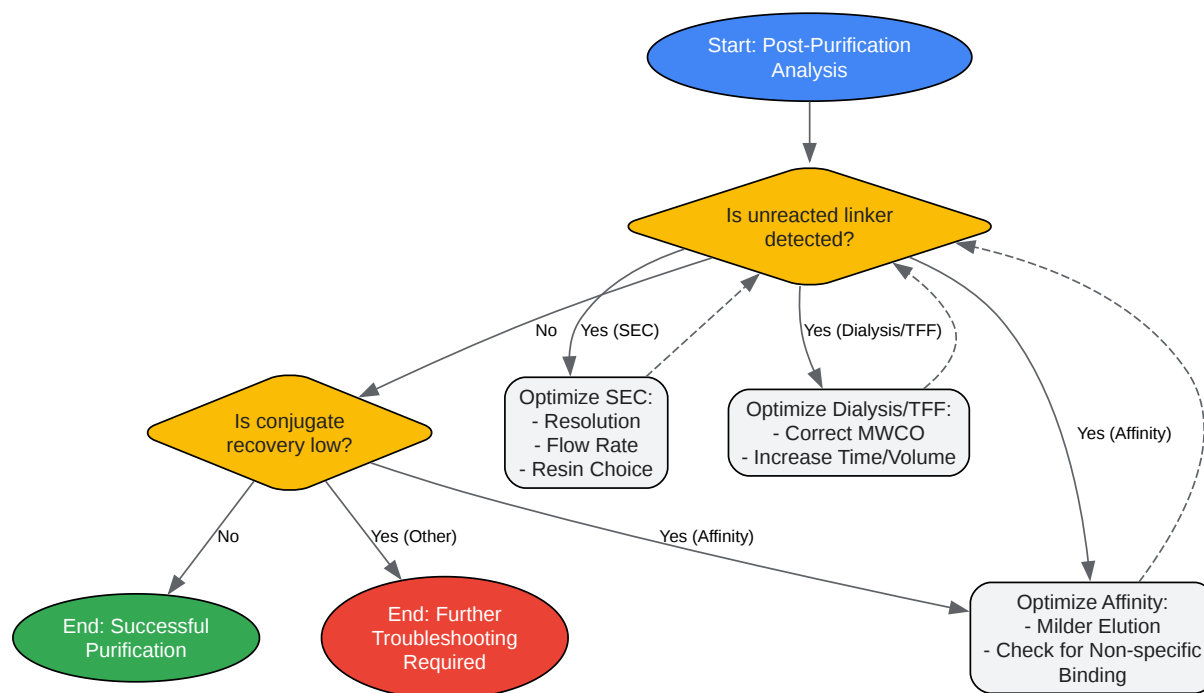 Start: Post-Purification
Analysis
Is unreacted linker
detected?
No
Yes (SEC)
Yes (Dialysis/TFF)
Yes (Affinity)
Is conjugate
recovery low?
Optimize SEC:
- Resolution
- Flow Rate
- Resin Choice
Optimize Dialysis/TFF:
- Correct MWCO
- Increase Time/Volume
No
Yes (Other)
Yes (Affinity)
End: Successful
Purification
End: Further
Troubleshooting
Required
Optimize Affinity:
- Milder Elution
- Check for Non-specific
Binding